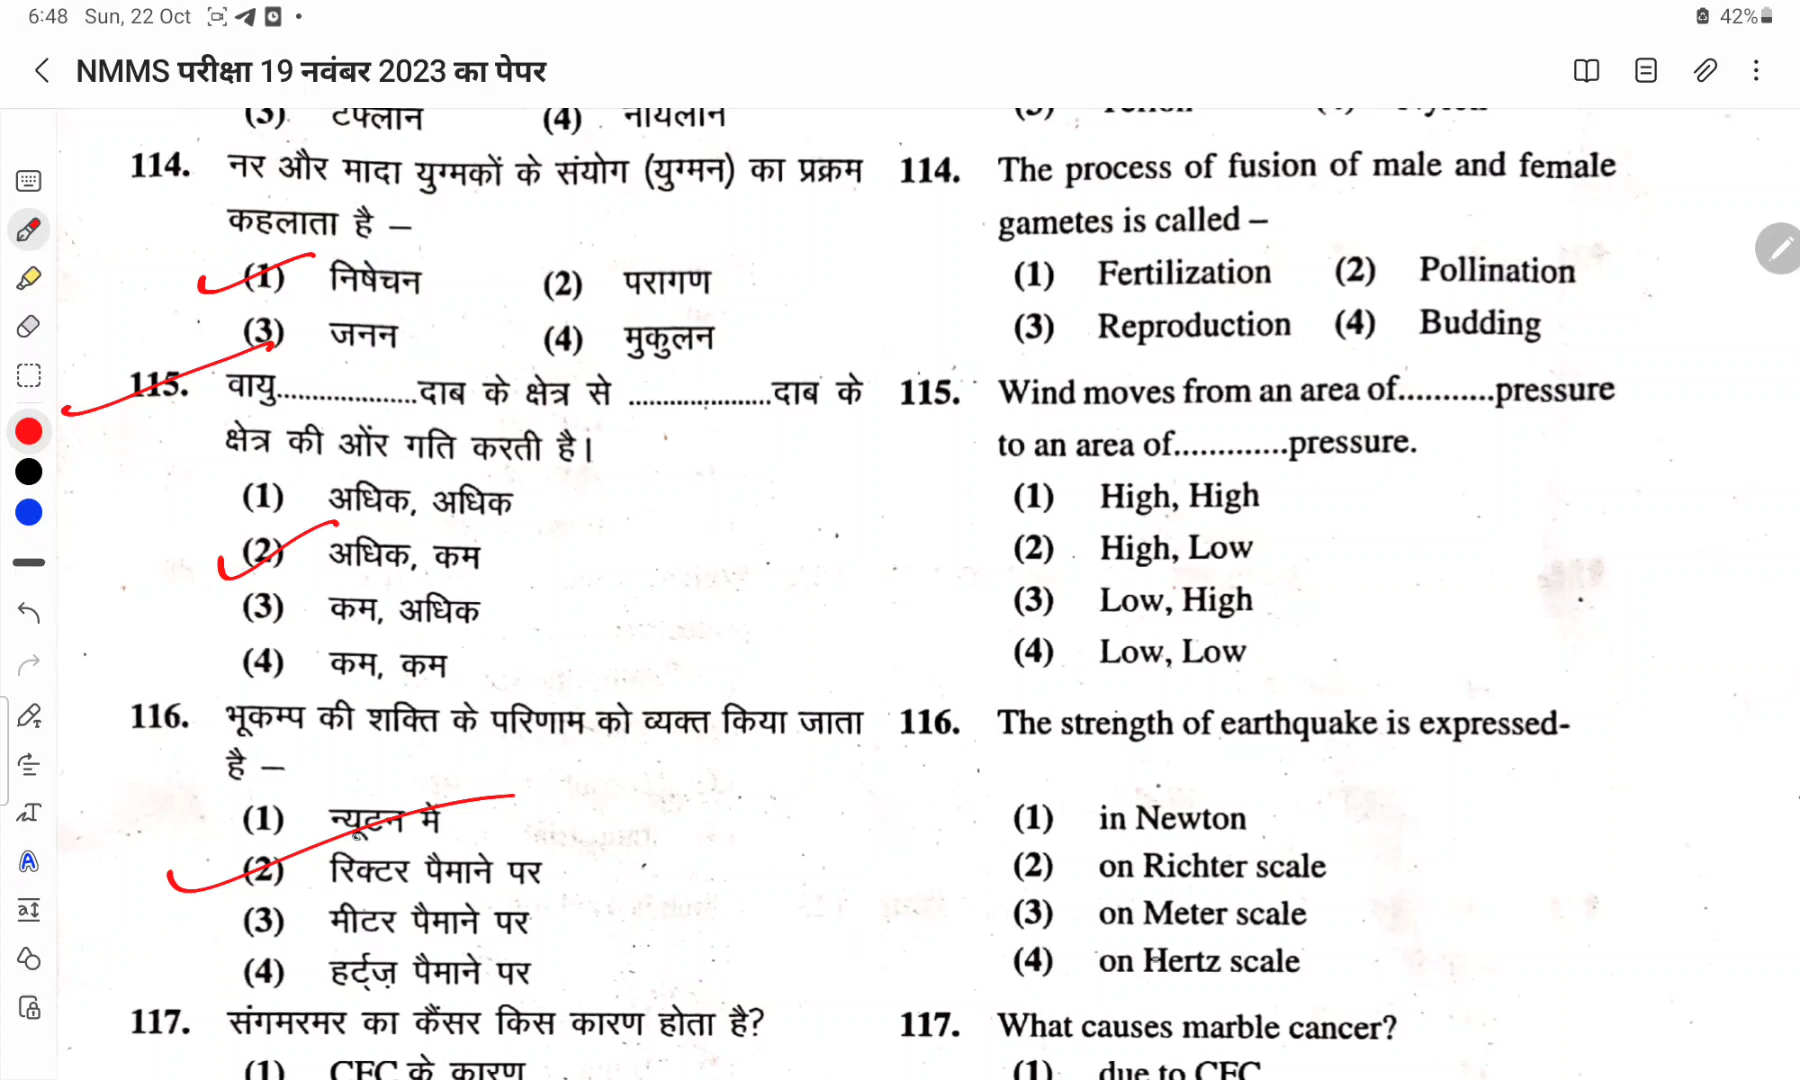 6:48 Sun, 22 Oct
42%
NMMS परीक्षा 19 नवंबर 2023 का पेपर
(3) टेफ्लॉन (4) नायलॉन
114. नर और मादा युग्मकों के संयोग (युग्मन) का प्रक्रम
कहलाता है –
(1) निषेचन (2) परागण
(3) जनन (4) मुकुलन
115. वायु..................दाब के क्षेत्र से ..................दाब के
क्षेत्र की ओंर गति करती है।
(1) अधिक, अधिक
(2) अधिक, कम
(3) कम, अधिक
(4) कम, कम
116. भूकम्प की शक्ति के परिणाम को व्यक्त किया जाता
है –
(1) न्यूटन में
(2) रिक्टर पैमाने पर
(3) मीटर पैमाने पर
(4) हर्ट्ज़ पैमाने पर
117. संगमरमर का कैंसर किस कारण होता है?
(1) CFC के कारण
(3) Teflon (4) Nylon
114. The process of fusion of male and female
gametes is called –
(1) Fertilization (2) Pollination
(3) Reproduction (4) Budding
115. Wind moves from an area of...........pressure
to an area of.............pressure.
(1) High, High
(2) High, Low
(3) Low, High
(4) Low, Low
116. The strength of earthquake is expressed-
(1) in Newton
(2) on Richter scale
(3) on Meter scale
(4) on Hertz scale
117. What causes marble cancer?
(1) due to CFC